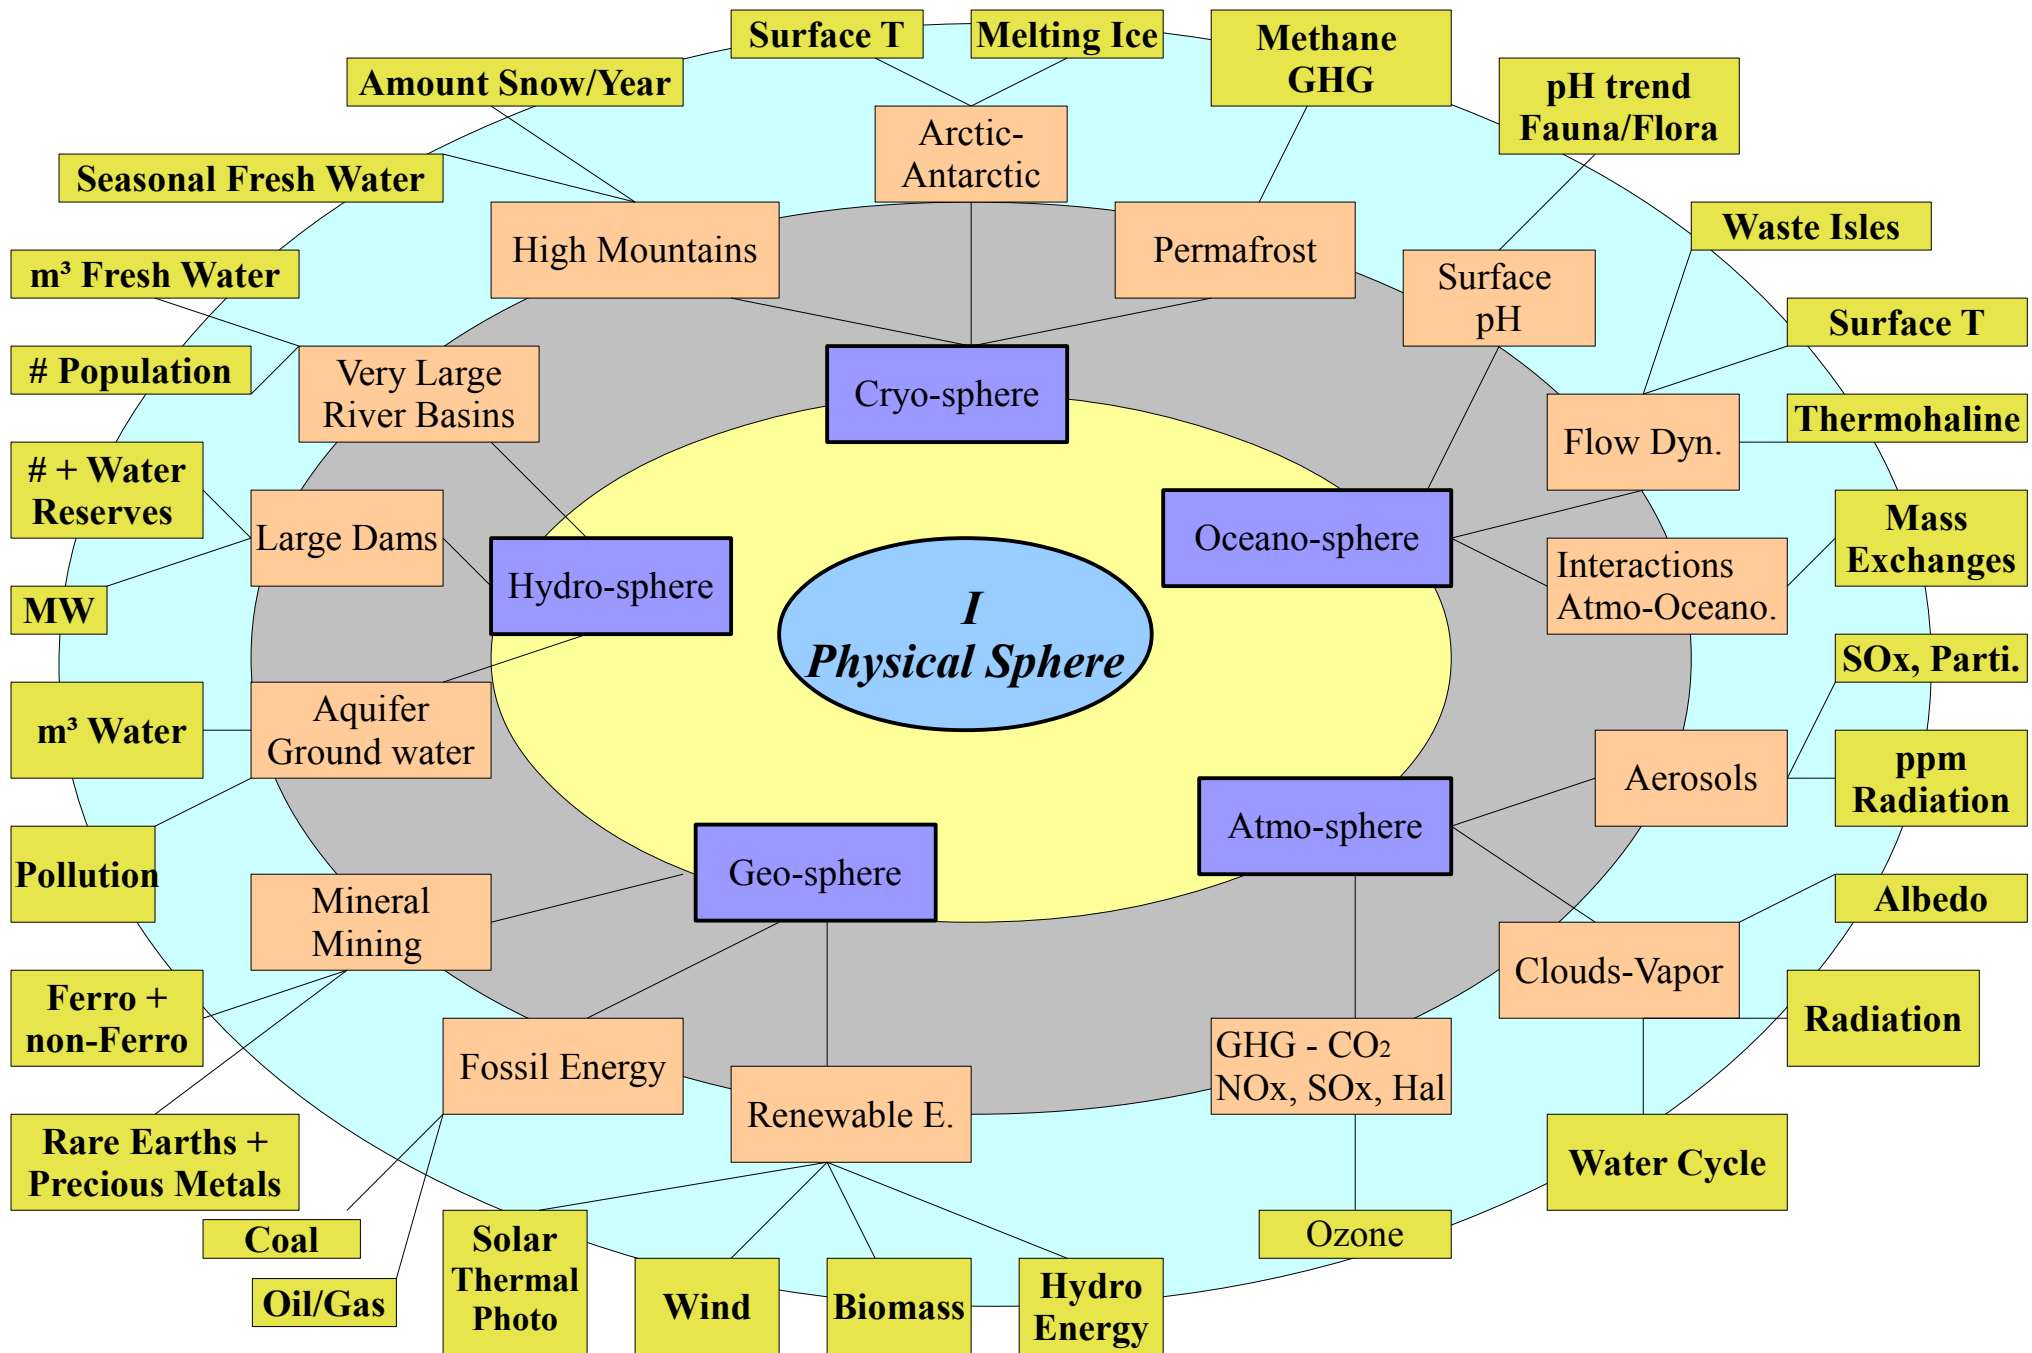 Surface T
Melting Ice
Methane
GHG
Amount Snow/Year
pH trend
Fauna/Flora
Arctic-
Antarctic
Seasonal Fresh Water
High Mountains
Permafrost
Waste Isles
m³ Fresh Water
Surface
pH
Surface T
# Population
Very Large
River Basins
Cryo-sphere
Flow Dyn.
Thermohaline
# + Water
Reserves
Large Dams
Hydro-sphere
Oceano-sphere
Interactions
Atmo-Oceano.
Mass
Exchanges
MW
I
Physical Sphere
SOx, Parti.
m³ Water
Aquifer
Ground water
Aerosols
ppm
Radiation
Pollution
Geo-sphere
Atmo-sphere
Albedo
Mineral
Mining
Clouds-Vapor
Ferro +
non-Ferro
Radiation
Fossil Energy
Renewable E.
GHG - CO₂
NOx, SOx, Hal
Rare Earths +
Precious Metals
Water Cycle
Coal
Oil/Gas
Solar
Thermal
Photo
Wind
Biomass
Hydro
Energy
Ozone